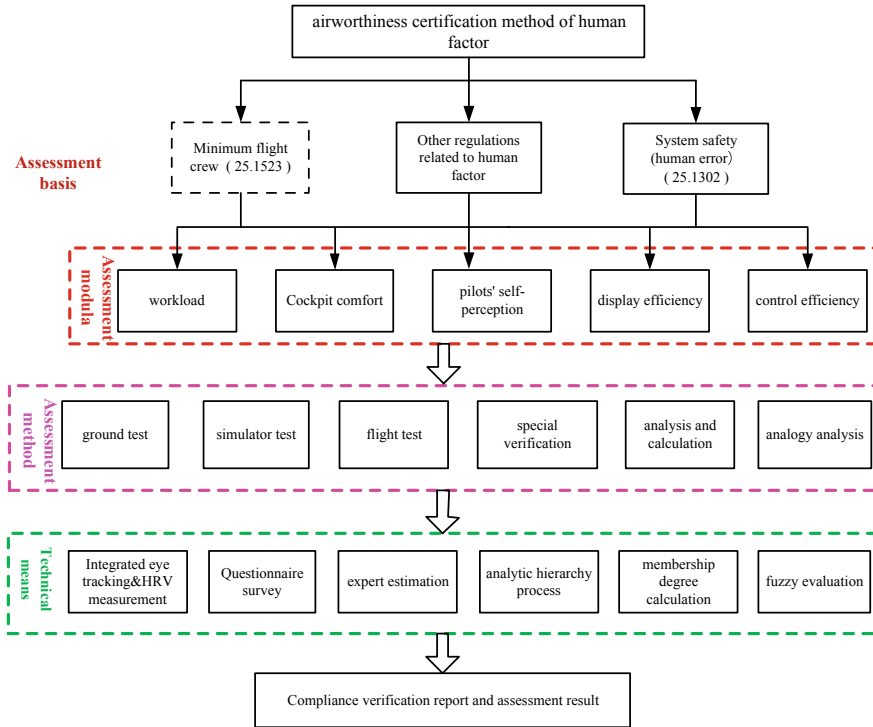 airworthiness certification method of human
factor
Assessment
basis
Minimum flight
crew ( 25.1523 )
Other regulations
related to human
factor
System safety
(human error)
( 25.1302 )
Assessment
modula
workload
Cockpit comfort
pilots' self-
perception
display efficiency
control efficiency
Assessment
method
ground test
simulator test
flight test
special
verification
analysis and
calculation
analogy analysis
Technical
means
Integrated eye
tracking&HRV
measurement
Questionnaire
survey
expert estimation
analytic hierarchy
process
membership
degree
calculation
fuzzy evaluation
Compliance verification report and assessment result